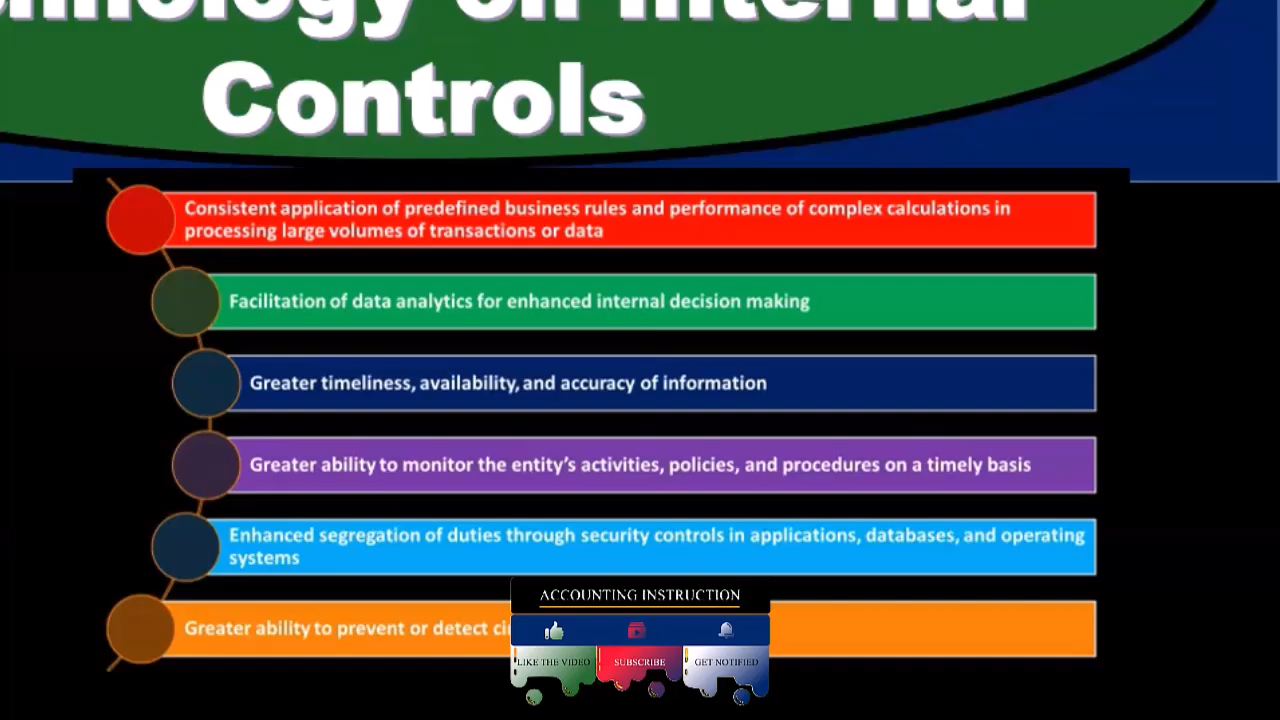 on Internal
Controls
Consistent application of predefined business rules and performance of complex calculations in
processing large volumes of transactions or data
Facilitation of data analytics for enhanced internal decision making
Greater timeliness, availability, and accuracy of information
Greater ability to monitor the entity’s activities, policies, and procedures on a timely basis
Enhanced segregation of duties through security controls in applications, databases, and operating
systems
Greater ability to prevent or detect
ACCOUNTING INSTRUCTION
LIKE THE VIDEO
SUBSCRIBE
GET NOTIFIED